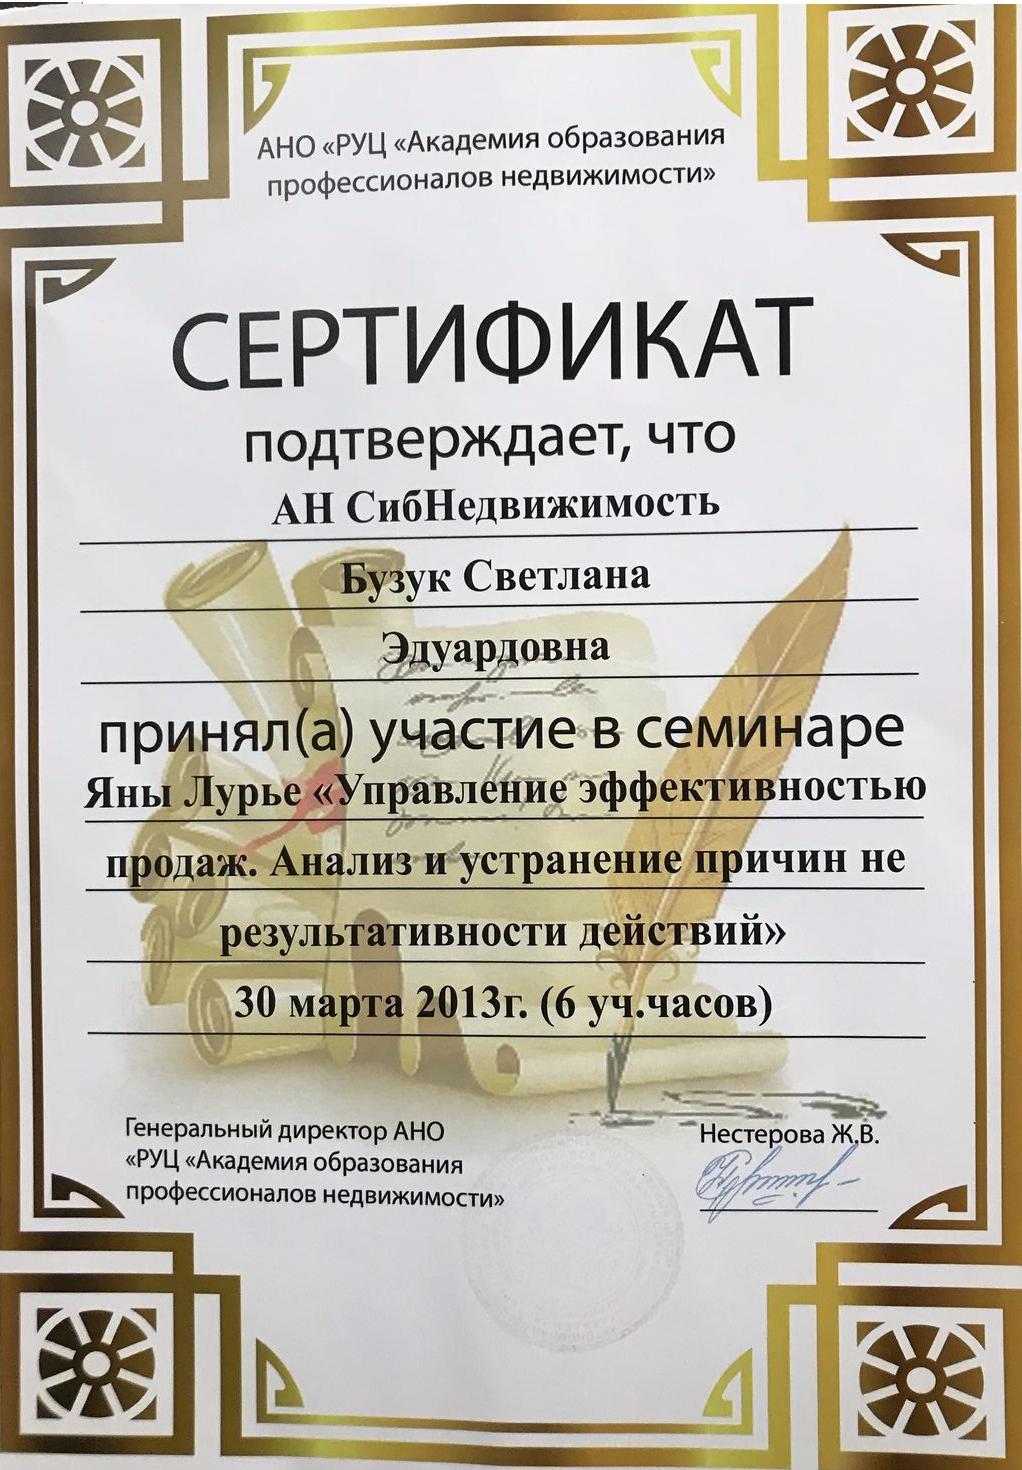 АНО «РУЦ «Академия образования
профессионалов недвижимости»
СЕРТИФИКАТ
подтверждает, что
АН СибНедвижимость
Бузук Светлана
Эдуардовна
принял(а) участие в семинаре
Яны Лурье «Управление эффективностью
продаж. Анализ и устранение причин не
результативности действий»
30 марта 2013г. (6 уч.часов)
Генеральный директор АНО
«РУЦ «Академия образования
профессионалов недвижимости»
Нестерова Ж.В.